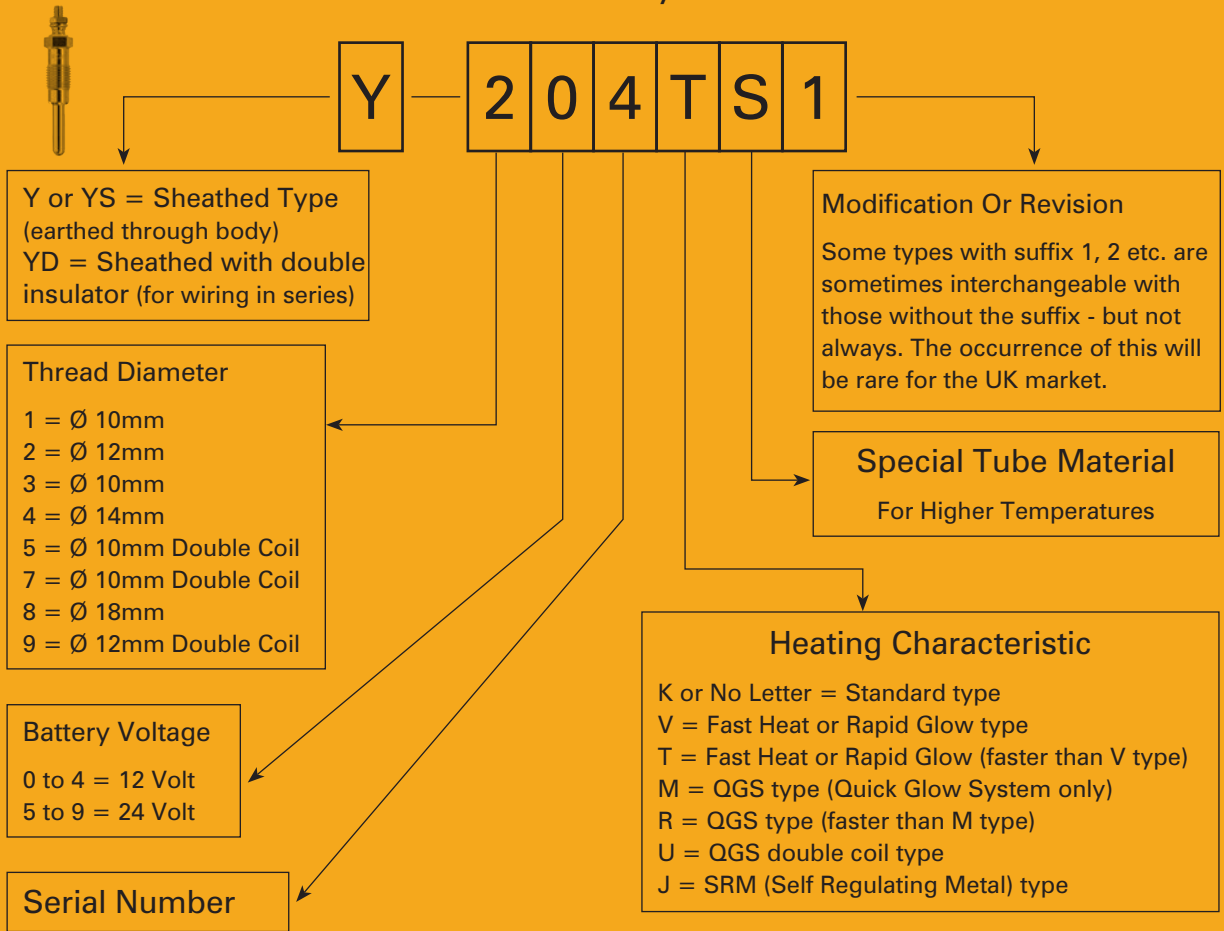 Y 204TS1
Y or YS = Sheathed Type
(earthed through body)
YD = Sheathed with double
insulator (for wiring in series)
Thread Diameter
1 = Ø 10mm
2 = Ø 12mm
3 = Ø 10mm
4 = Ø 14mm
5 = Ø 10mm Double Coil
7 = Ø 10mm Double Coil
8 = Ø 18mm
9 = Ø 12mm Double Coil
Battery Voltage
0 to 4 = 12 Volt
5 to 9 = 24 Volt
Serial Number
Modification Or Revision
Some types with suffix 1, 2 etc. are
sometimes interchangeable with
those without the suffix - but not
always. The occurrence of this will
be rare for the UK market.
Special Tube Material
For Higher Temperatures
Heating Characteristic
K or No Letter = Standard type
V = Fast Heat or Rapid Glow type
T = Fast Heat or Rapid Glow (faster than V type)
M = QGS type (Quick Glow System only)
R = QGS type (faster than M type)
U = QGS double coil type
J = SRM (Self Regulating Metal) type